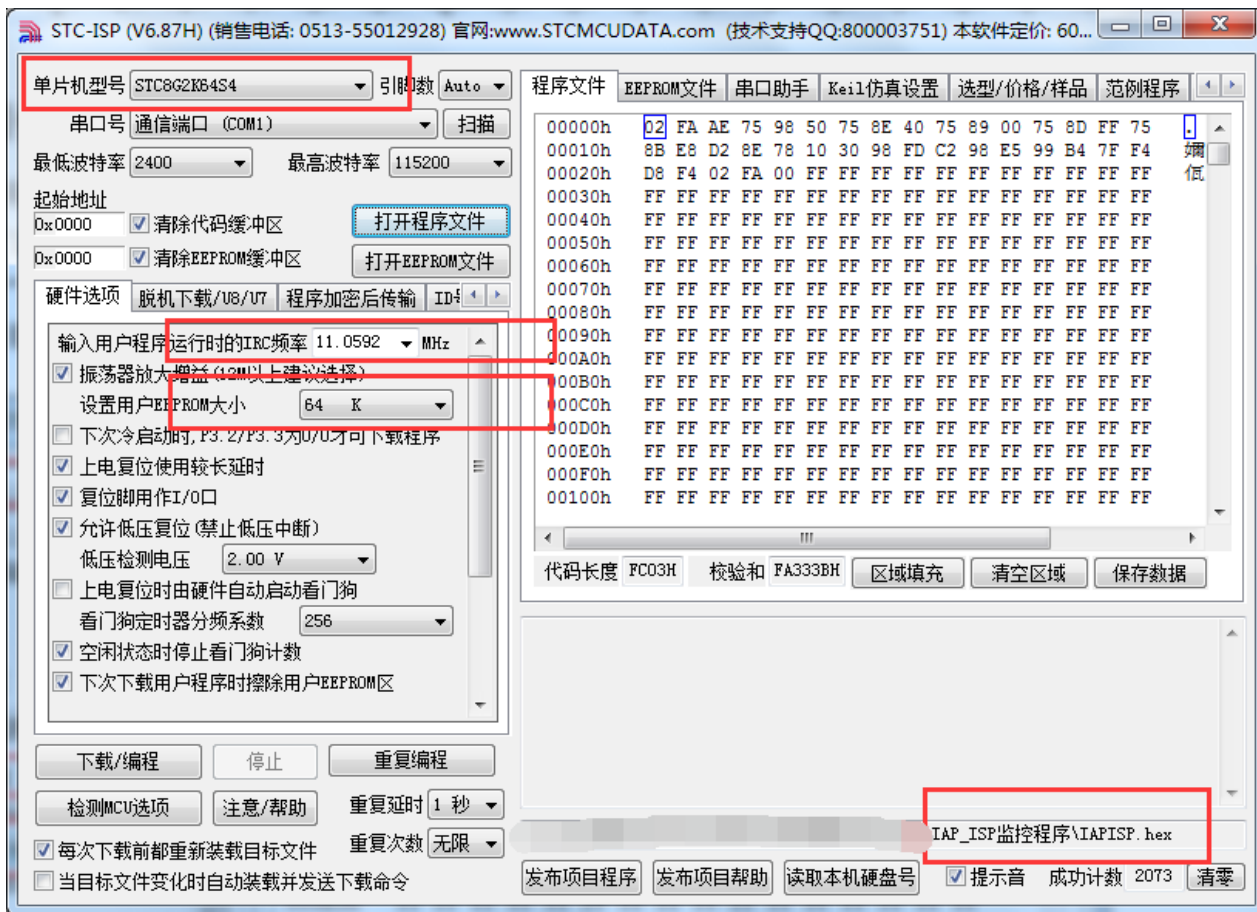 STC-ISP (V6.87H) (销售电话: 0513-55012928) 官网:www.STCMCUDATA.com (技术支持QQ:800003751) 本软件定价: 60...
单片机型号 STC8G2K64S4 引脚数 Auto
串口号 通信端口 (COM1) 扫描
最低波特率 2400 最高波特率 115200
起始地址
0x0000 清除代码缓冲区 打开程序文件
0x0000 清除EEPROM缓冲区 打开EEPROM文件
硬件选项 脱机下载/U8/U7 程序加密后传输
输入用户程序运行时的IRC频率 11.0592 MHz
振荡器放大增益(12M以上建议选择)
设置用户EEPROM大小 64 K
下次冷启动时,P3.2/P3.3为0/0才可下载程序
上电复位使用较长延时
复位脚用作I/O口
允许低压复位(禁止低压中断)
低压检测电压 2.00 V
上电复位时由硬件自动启动看门狗
看门狗定时器分频系数 256
空闲状态时停止看门狗计数
下次下载用户程序时擦除用户EEPROM区
下载/编程 停止 重复编程
检测MCU选项 注意/帮助 重复延时 1 秒
每次下载前都重新装载目标文件 重复次数 无限
当目标文件变化时自动装载并发送下载命令
程序文件 EEPROM文件 串口助手 Keil仿真设置 选型/价格/样品 范例程序
00000h 02 FA AE 75 98 50 75 8E 40 75 89 00 75 8D FF 75 .
00010h 8B E8 D2 8E 78 10 30 98 FD C2 98 E5 99 B4 7F F4
00020h D8 F4 02 FA 00 FF FF FF FF FF FF FF FF FF FF FF
00030h FF FF FF FF FF FF FF FF FF FF FF FF FF FF FF FF
00040h FF FF FF FF FF FF FF FF FF FF FF FF FF FF FF FF
00050h FF FF FF FF FF FF FF FF FF FF FF FF FF FF FF FF
00060h FF FF FF FF FF FF FF FF FF FF FF FF FF FF FF FF
00070h FF FF FF FF FF FF FF FF FF FF FF FF FF FF FF FF
00080h FF FF FF FF FF FF FF FF FF FF FF FF FF FF FF FF
00090h FF FF FF FF FF FF FF FF FF FF FF FF FF FF FF FF
000A0h FF FF FF FF FF FF FF FF FF FF FF FF FF FF FF FF
000B0h FF FF FF FF FF FF FF FF FF FF FF FF FF FF FF FF
000C0h FF FF FF FF FF FF FF FF FF FF FF FF FF FF FF FF
000D0h FF FF FF FF FF FF FF FF FF FF FF FF FF FF FF FF
000E0h FF FF FF FF FF FF FF FF FF FF FF FF FF FF FF FF
000F0h FF FF FF FF FF FF FF FF FF FF FF FF FF FF FF FF
00100h FF FF FF FF FF FF FF FF FF FF FF FF FF FF FF FF
代码长度 FC03H 校验和 FA333BH 区域填充 清空区域 保存数据
IAP_ISP监控程序\IAPISP.hex
发布项目程序 发布项目帮助 读取本机硬盘号 提示音 成功计数 2073 清零